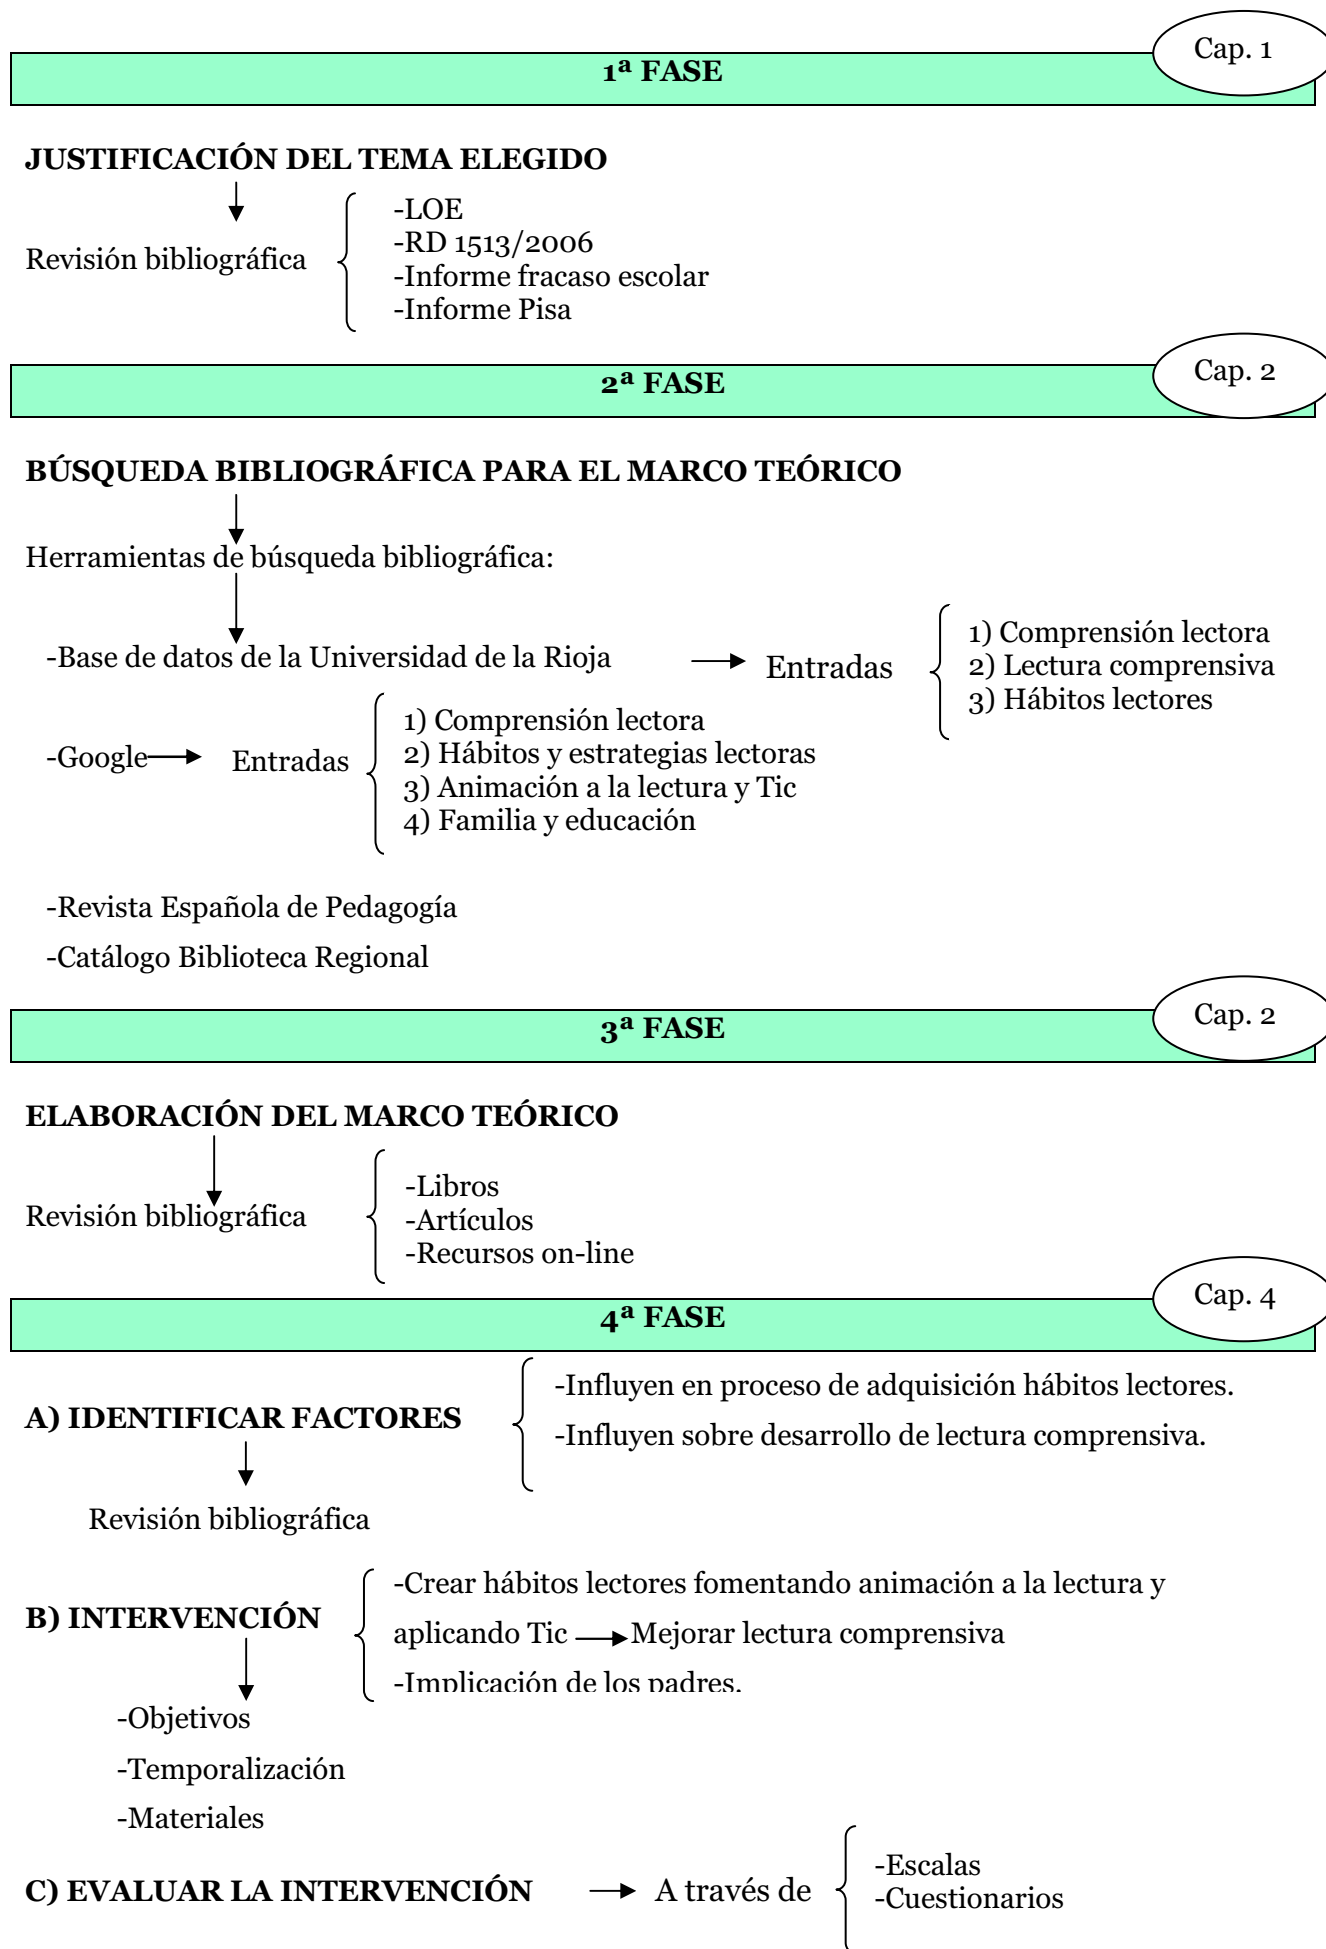 Cap. 1
1ª FASE
JUSTIFICACIÓN DEL TEMA ELEGIDO
Revisión bibliográfica
-LOE
-RD 1513/2006
-Informe fracaso escolar
-Informe Pisa
Cap. 2
2ª FASE
BÚSQUEDA BIBLIOGRÁFICA PARA EL MARCO TEÓRICO
Herramientas de búsqueda bibliográfica:
-Base de datos de la Universidad de la Rioja
Entradas
1) Comprensión lectora
2) Lectura comprensiva
3) Hábitos lectores
-Google
Entradas
1) Comprensión lectora
2) Hábitos y estrategias lectoras
3) Animación a la lectura y Tic
4) Familia y educación
-Revista Española de Pedagogía
-Catálogo Biblioteca Regional
Cap. 2
3ª FASE
ELABORACIÓN DEL MARCO TEÓRICO
Revisión bibliográfica
-Libros
-Artículos
-Recursos on-line
Cap. 4
4ª FASE
A) IDENTIFICAR FACTORES
-Influyen en proceso de adquisición hábitos lectores.
-Influyen sobre desarrollo de lectura comprensiva.
Revisión bibliográfica
B) INTERVENCIÓN
-Crear hábitos lectores fomentando animación a la lectura y
aplicando Tic
Mejorar lectura comprensiva
-Implicación de los padres.
-Objetivos
-Temporalización
-Materiales
C) EVALUAR LA INTERVENCIÓN
A través de
-Escalas
-Cuestionarios